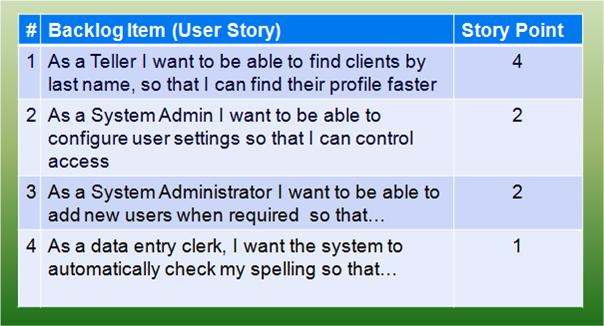 # Backlog Item (User Story) Story Point
1 As a Teller I want to be able to find clients by 4
last name, so that I can find their profile faster
2 As a System Admin I want to be able to 2
configure user settings so that I can control
access
3 As a System Administrator I want to be able to 2
add new users when required so that…
4 As a data entry clerk, I want the system to 1
automatically check my spelling so that…